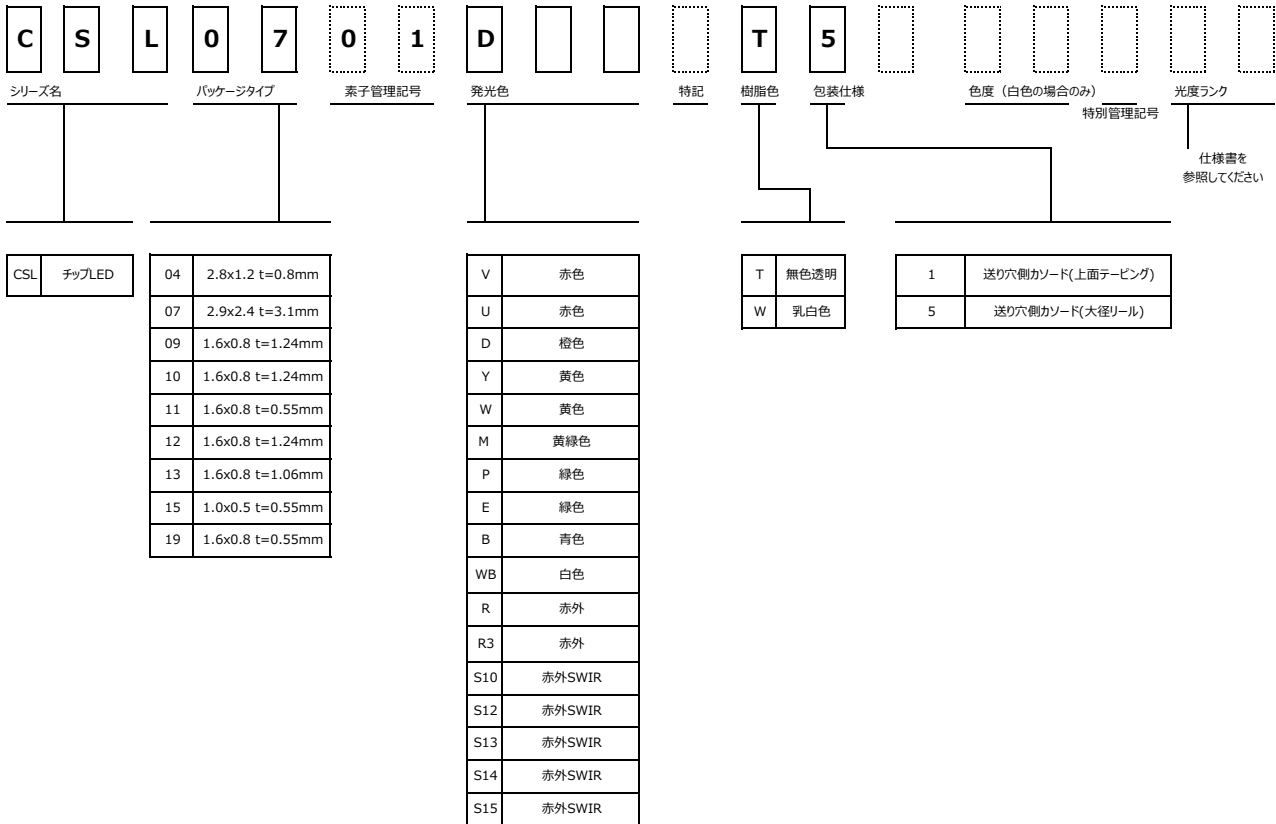 C S L 0 7 0 1 D T 5
シリーズ名 パッケージタイプ 素子管理記号 発光色 特記 樹脂色 包装仕様 色度（白色の場合のみ） 光度ランク
特別管理記号
仕様書を
参照してください
CSL チップLED
04 2.8x1.2 t=0.8mm
07 2.9x2.4 t=3.1mm
09 1.6x0.8 t=1.24mm
10 1.6x0.8 t=1.24mm
11 1.6x0.8 t=0.55mm
12 1.6x0.8 t=1.24mm
13 1.6x0.8 t=1.06mm
15 1.0x0.5 t=0.55mm
19 1.6x0.8 t=0.55mm
V 赤色
U 赤色
D 橙色
Y 黄色
W 黄色
M 黄緑色
P 緑色
E 緑色
B 青色
WB 白色
R 赤外
R3 赤外
S10 赤外SWIR
S12 赤外SWIR
S13 赤外SWIR
S14 赤外SWIR
S15 赤外SWIR
T 無色透明
W 乳白色
1 送り穴側カソード(上面テーピング)
5 送り穴側カソード(大径リール)